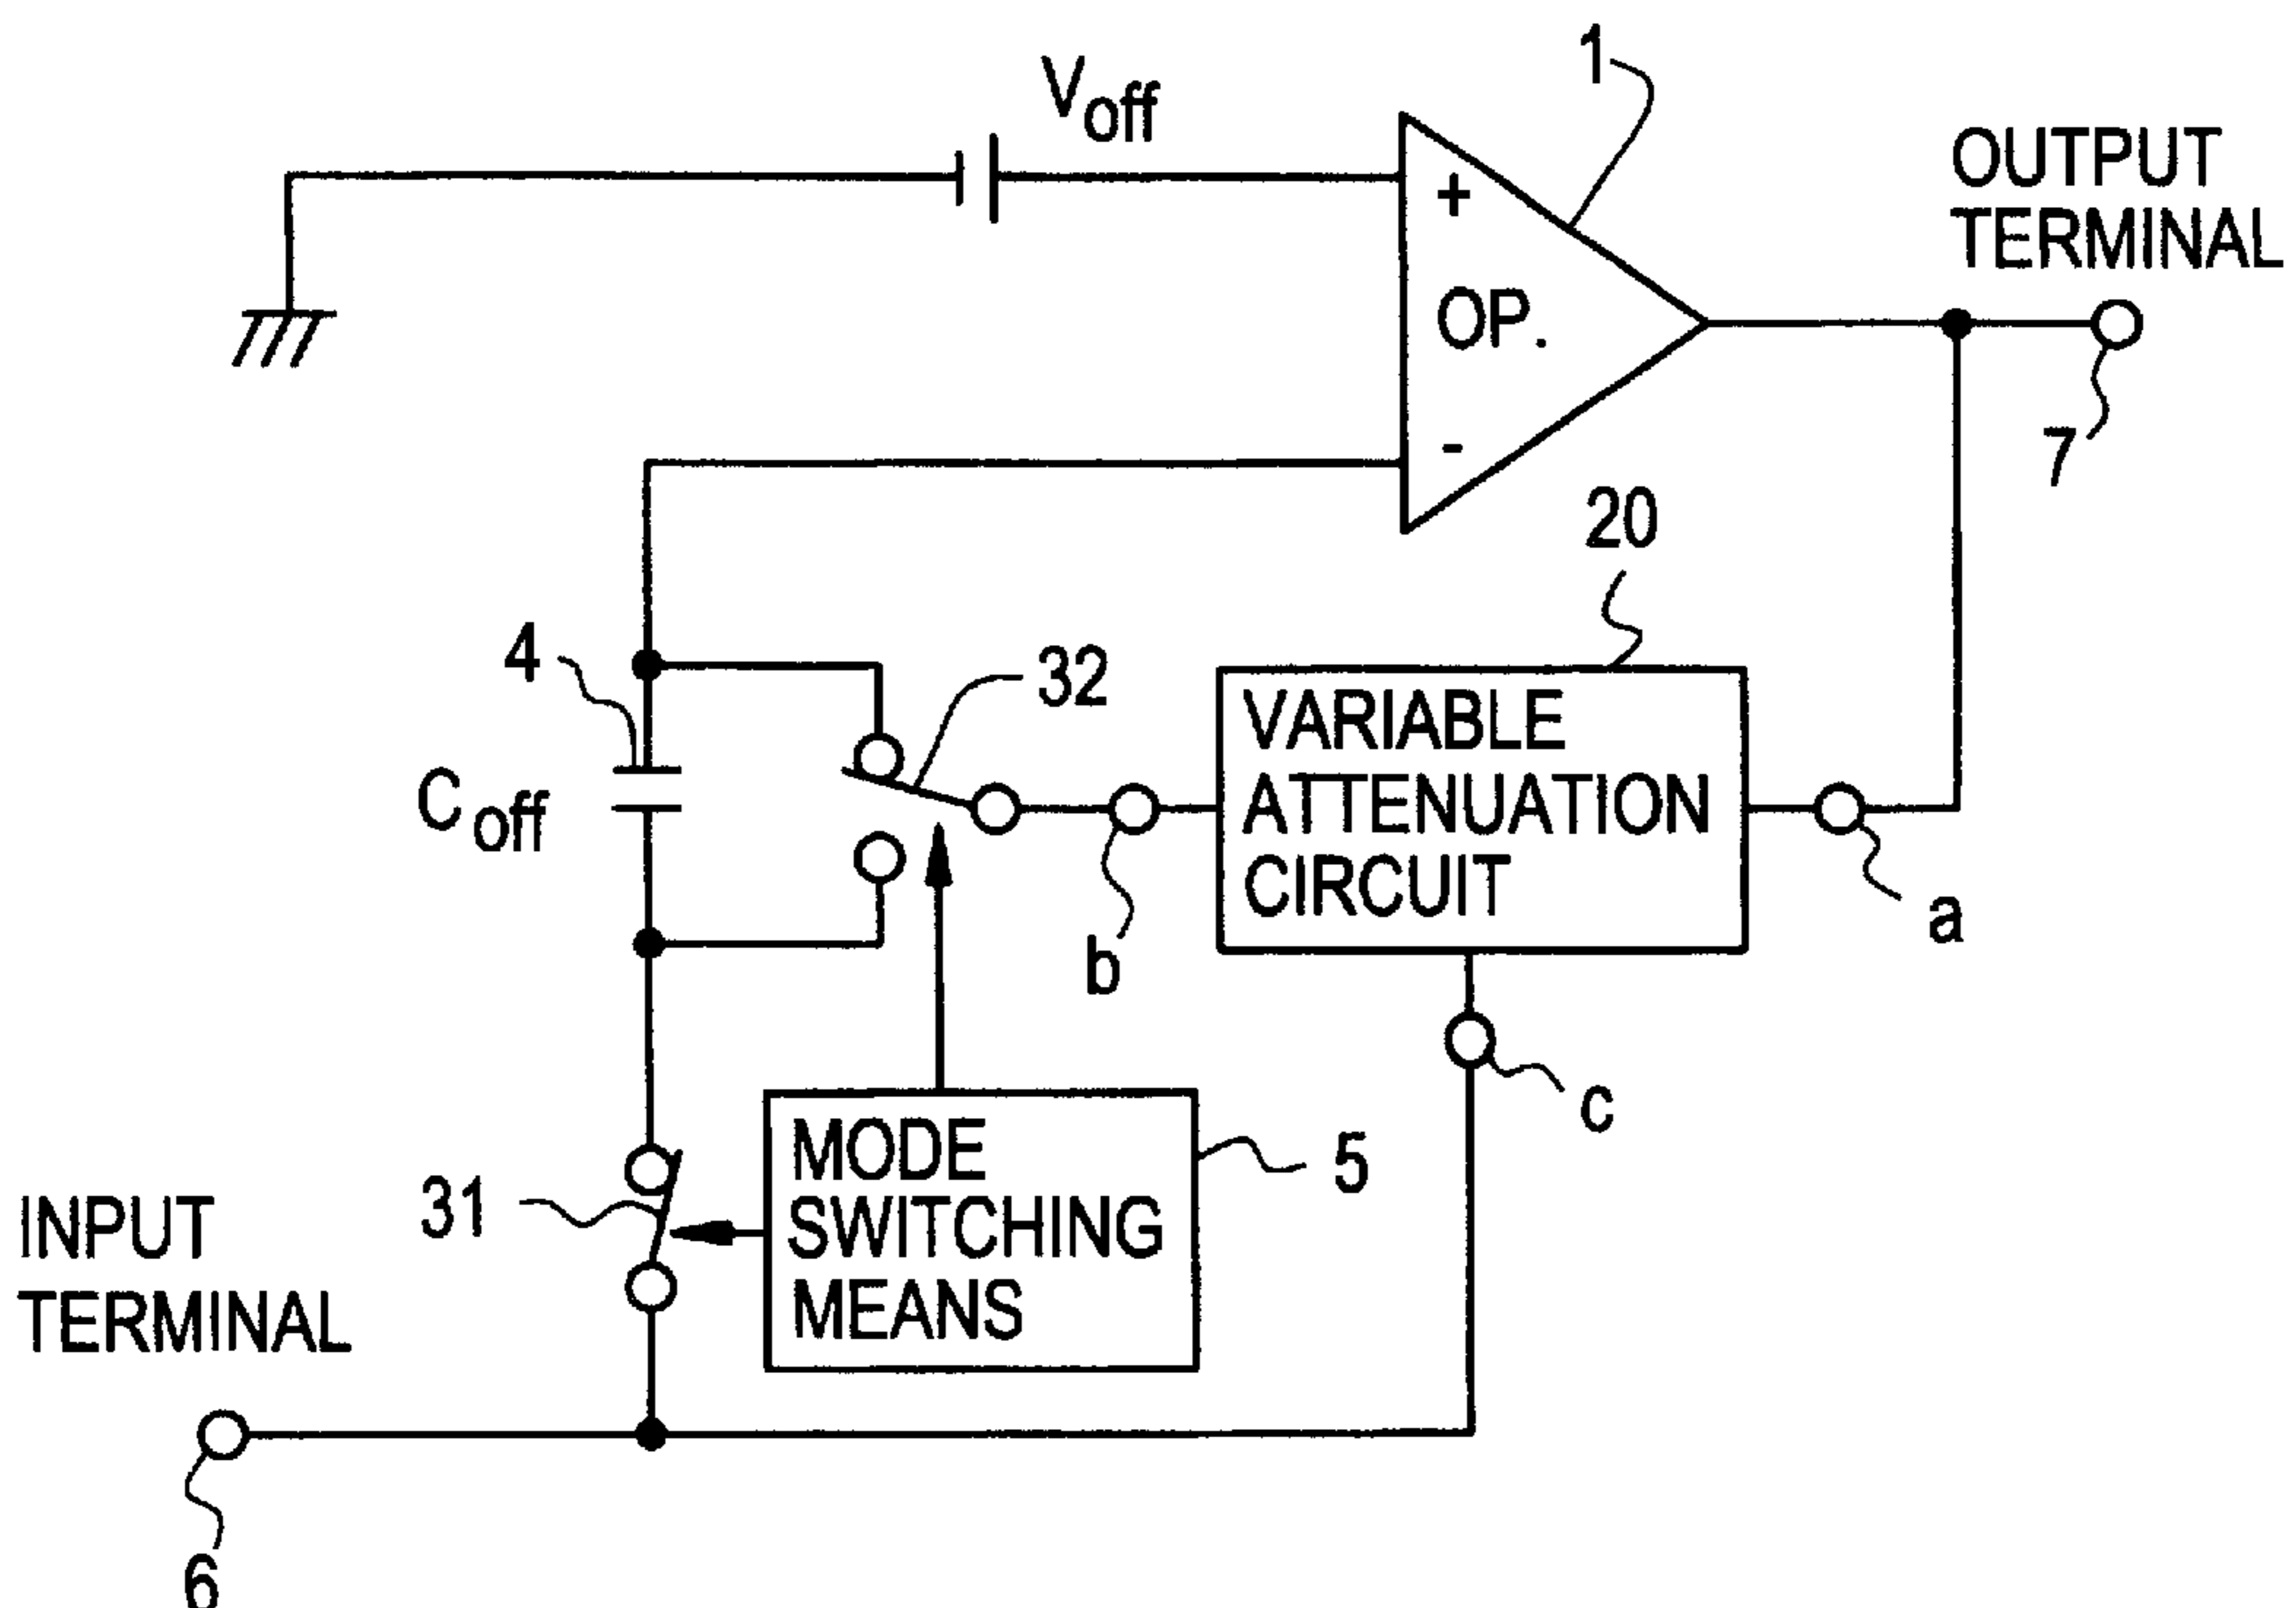 1
Voff
OUTPUT
TERMINAL
+
OP.
-
7
20
4
32
Coff
VARIABLE
ATTENUATION
CIRCUIT
b
a
c
MODE
SWITCHING
MEANS
5
31
INPUT
TERMINAL
6